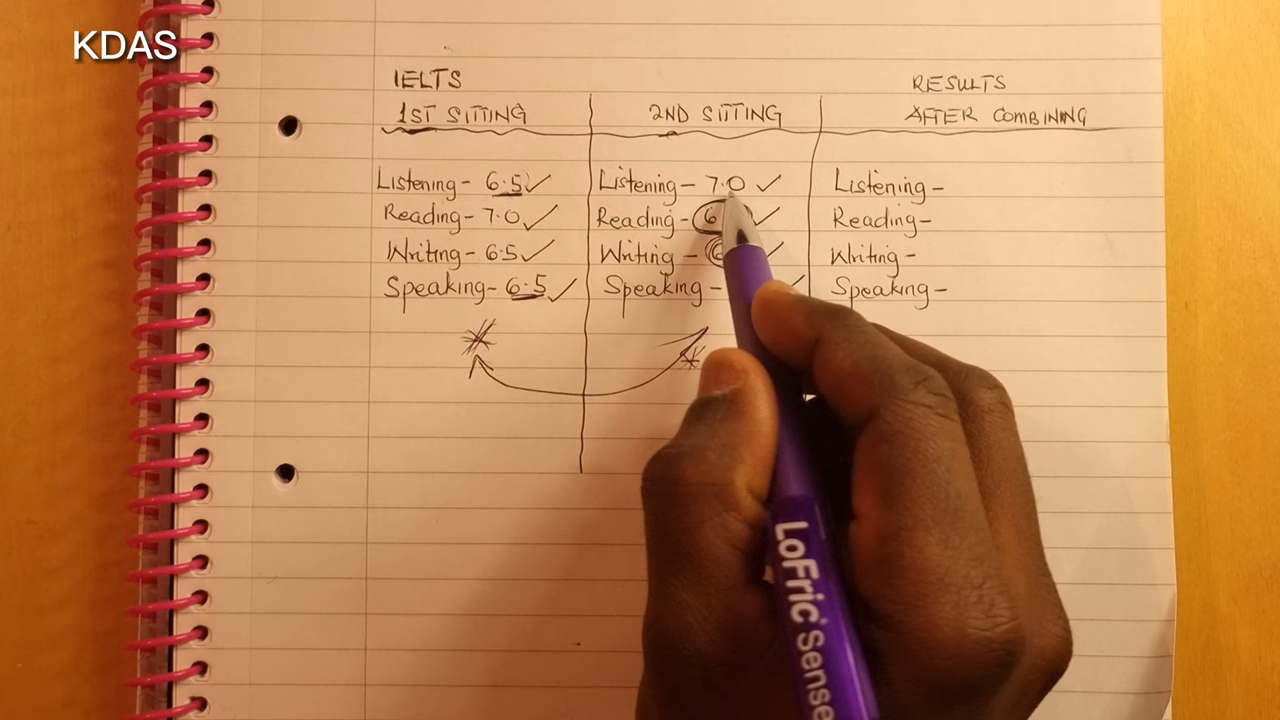 KDAS
IELTS
1ST SITTING
2ND SITTING
RESULTS
AFTER COMBINING
Listening - 6.5 ✓
Reading - 7.0 ✓
Writing - 6.5 ✓
Speaking - 6.5 ✓
Listening - 7.0 ✓
Reading - 6 ✓
Writing -
Speaking -
Listening -
Reading -
Writing -
Speaking -
LoFric Sense